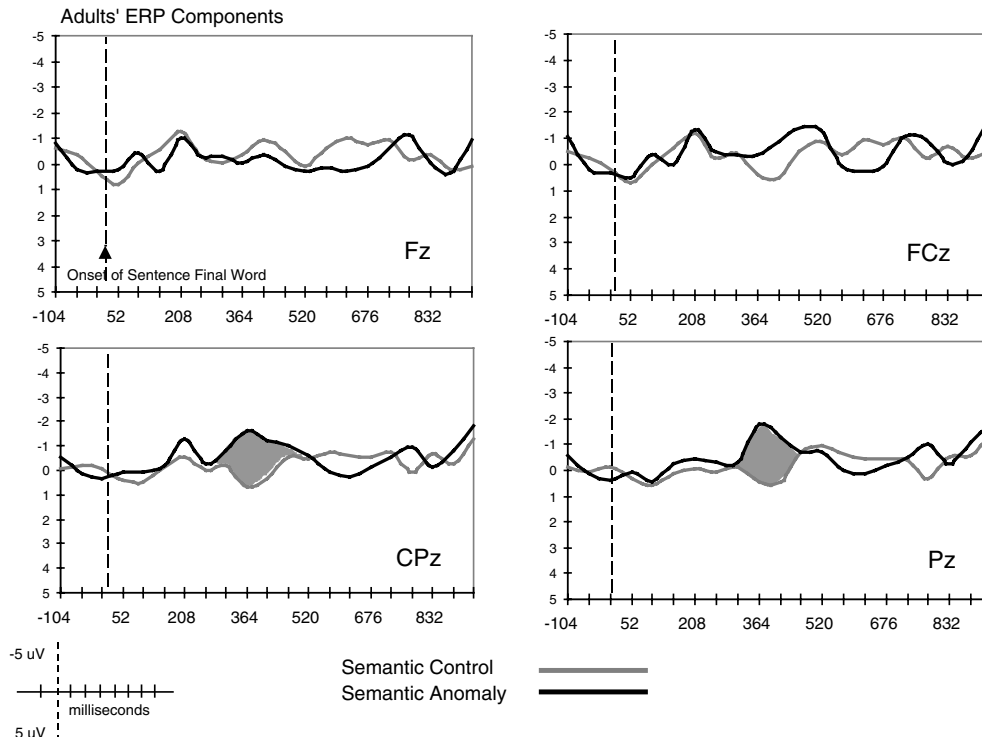 Adults' ERP Components
-5
-4
-3
-2
-1
0
1
2
3
4
5
Fz
Onset of Sentence Final Word
-104 52 208 364 520 676 832
-5
-4
-3
-2
-1
0
1
2
3
4
5
FCz
-104 52 208 364 520 676 832
-5
-4
-3
-2
-1
0
1
2
3
4
5
CPz
-104 52 208 364 520 676 832
-5
-4
-3
-2
-1
0
1
2
3
4
5
Pz
-104 52 208 364 520 676 832
-5 uV
milliseconds
5 uV
Semantic Control
Semantic Anomaly